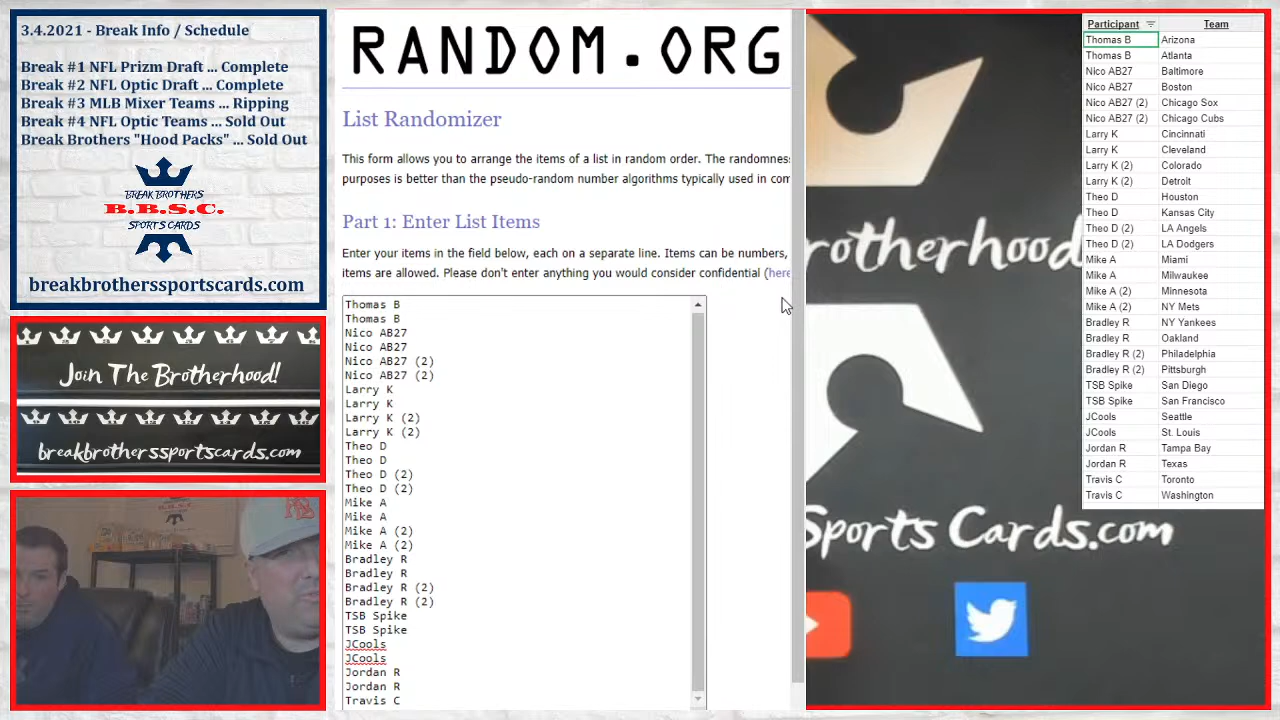 3.4.2021 - Break Info / Schedule
Break #1 NFL Prizm Draft ... Complete
Break #2 NFL Optic Draft ... Complete
Break #3 MLB Mixer Teams ... Ripping
Break #4 NFL Optic Teams ... Sold Out
Break Brothers "Hood Packs" ... Sold Out
BREAK BROTHERS
B.B.S.C.
SPORTS CARDS
breakbrotherssportscards.com
Join The Brotherhood!
breakbrotherssportscards.com
RANDOM.ORG
List Randomizer
This form allows you to arrange the items of a list in random order. The randomness
purposes is better than the pseudo-random number algorithms typically used in com
Part 1: Enter List Items
Enter your items in the field below, each on a separate line. Items can be numbers,
items are allowed. Please don't enter anything you would consider confidential (here
Thomas B
Thomas B
Nico AB27
Nico AB27
Nico AB27 (2)
Nico AB27 (2)
Larry K
Larry K
Larry K (2)
Larry K (2)
Theo D
Theo D
Theo D (2)
Theo D (2)
Mike A
Mike A
Mike A (2)
Mike A (2)
Bradley R
Bradley R
Bradley R (2)
Bradley R (2)
TSB Spike
TSB Spike
JCools
JCools
Jordan R
Jordan R
Travis C
rotherhood
Sports Cards.com
Participant Team
Thomas B Arizona
Thomas B Atlanta
Nico AB27 Baltimore
Nico AB27 Boston
Nico AB27 (2) Chicago Sox
Nico AB27 (2) Chicago Cubs
Larry K Cincinnati
Larry K Cleveland
Larry K (2) Colorado
Larry K (2) Detroit
Theo D Houston
Theo D Kansas City
Theo D (2) LA Angels
Theo D (2) LA Dodgers
Mike A Miami
Mike A Milwaukee
Mike A (2) Minnesota
Mike A (2) NY Mets
Bradley R NY Yankees
Bradley R Oakland
Bradley R (2) Philadelphia
Bradley R (2) Pittsburgh
TSB Spike San Diego
TSB Spike San Francisco
JCools Seattle
JCools St. Louis
Jordan R Tampa Bay
Jordan R Texas
Travis C Toronto
Travis C Washington